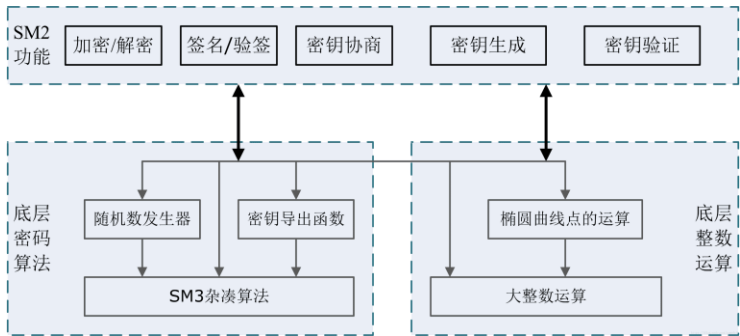 SM2
功能
加密/解密
签名/验签
密钥协商
密钥生成
密钥验证
底层
密码
算法
随机数发生器
密钥导出函数
SM3杂凑算法
椭圆曲线点的运算
大整数运算
底层
整数
运算